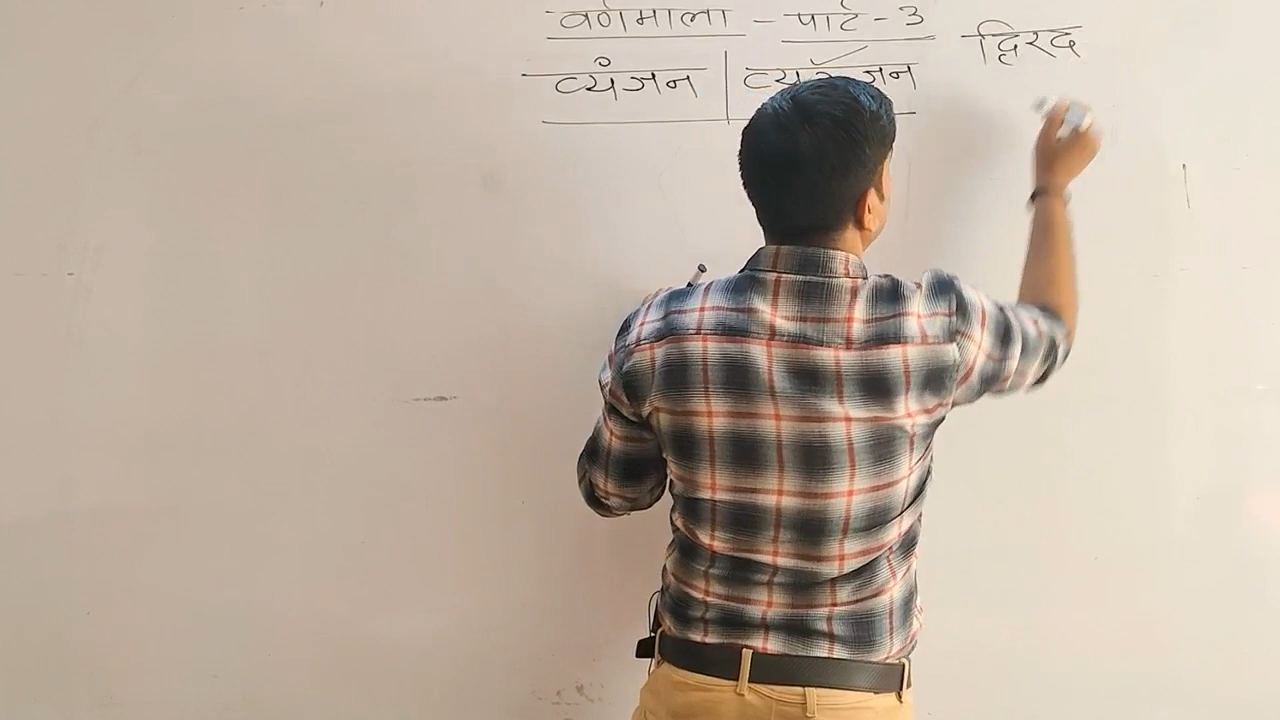 वर्णमाला - पार्ट - 3
द्विरद
व्यंजन